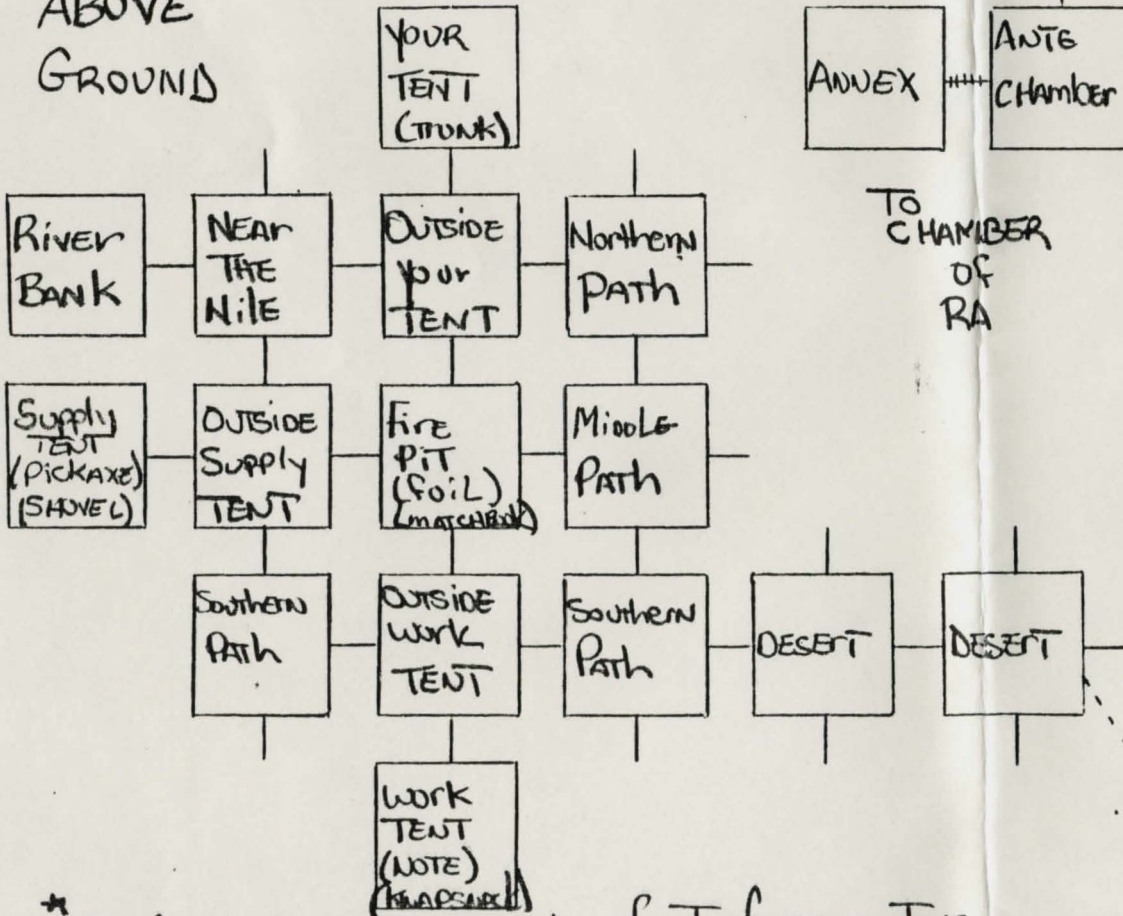 ABOVE
GROUND
YOUR
TENT
(TrUNK)
ANNEX
ANTE
CHAmber
TO
CHAMBER
OF
RA
RIVER
BANK
NEAR
THE
NILE
OUTSIDE
your
TENT
Northern
PATH
Supply
TENT
(PICKAXE)
(SHOVEL)
OUTSIDE
Supply
TENT
FIRE
PIT
(FOIL)
(MATCHBOOK)
MIDDLE
PATH
Southern
PATH
OUTSIDE
WORK
TENT
Southern
PATH
DESERT
DESERT
WORK
TENT
(NOTE)
(KNAPSACK)
*